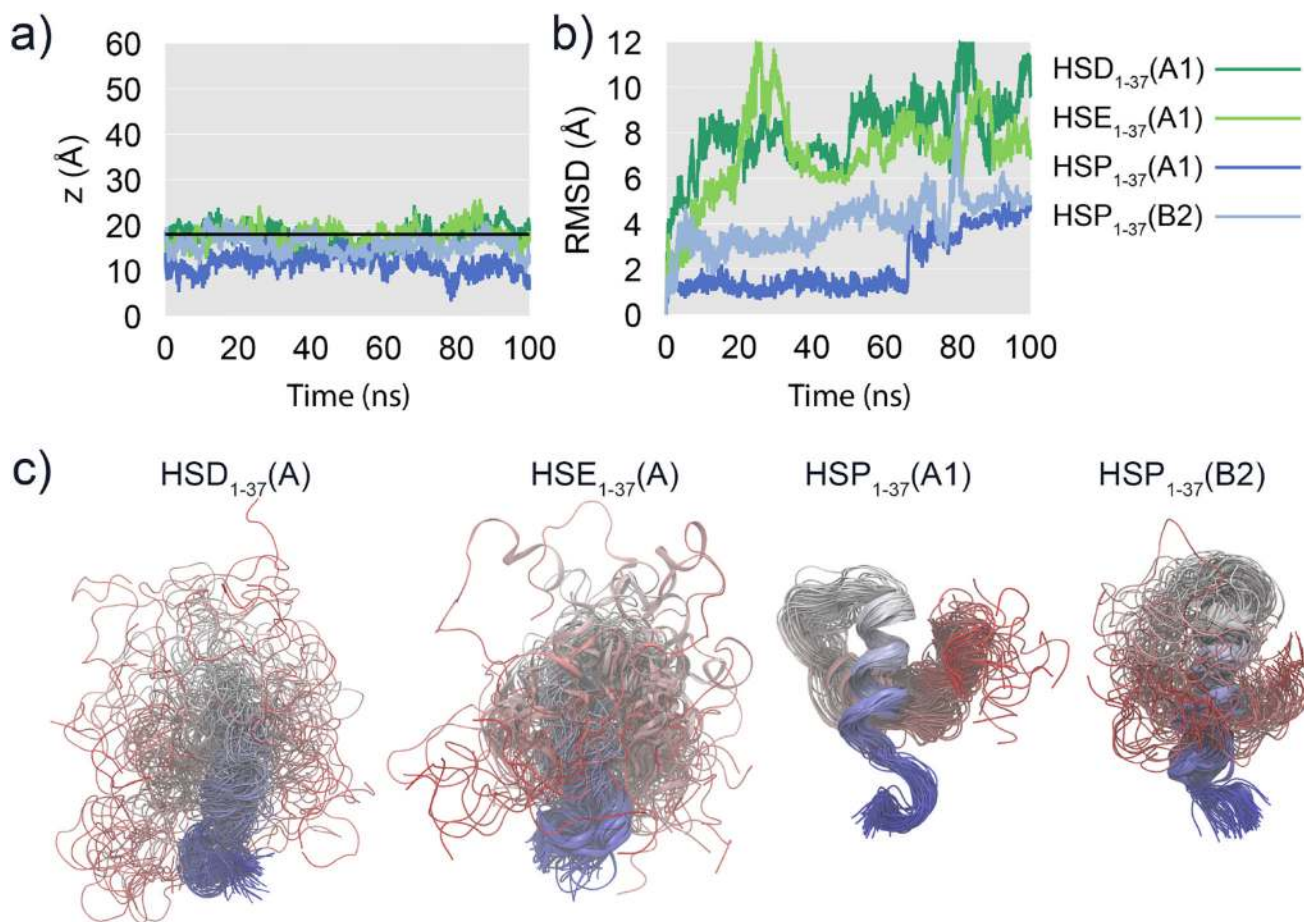 a)
60
50
40
30
20
10
0
z (Å)
0 20 40 60 80 100
Time (ns)
b)
12
10
8
6
4
2
0
RMSD (Å)
0 20 40 60 80 100
Time (ns)
HSD1-37(A1)
HSE1-37(A1)
HSP1-37(A1)
HSP1-37(B2)
c)
HSD1-37(A) HSE1-37(A) HSP1-37(A1) HSP1-37(B2)